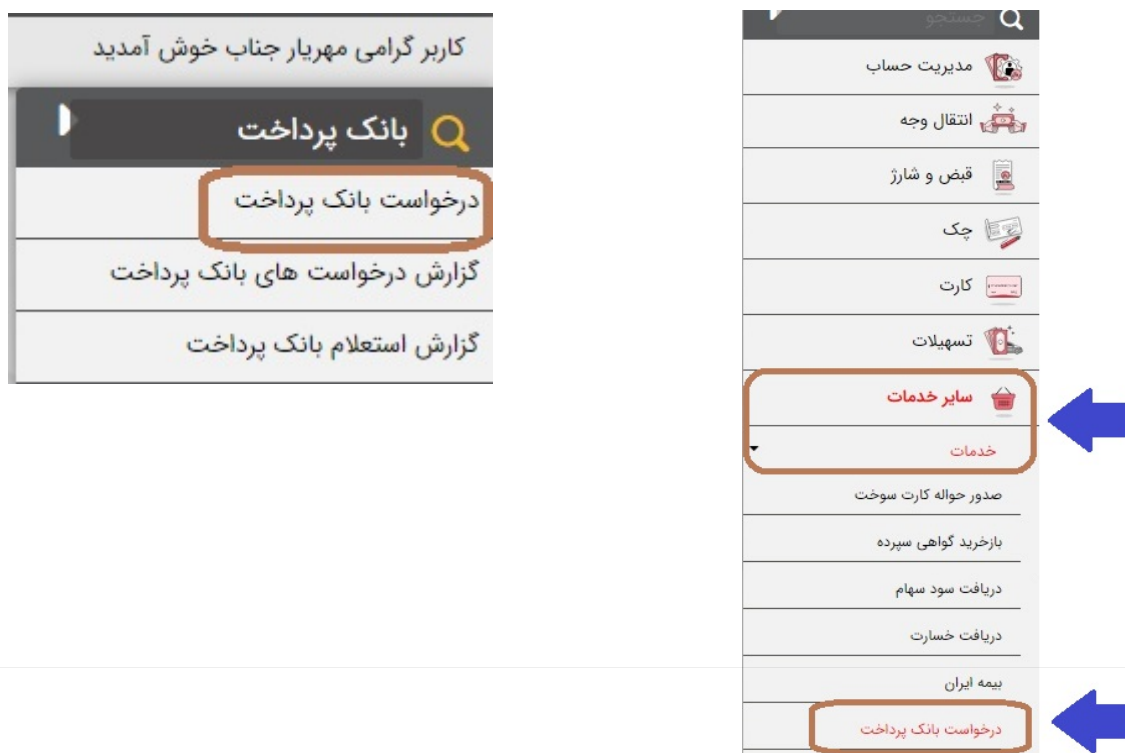 جستجو
مدیریت حساب
انتقال وجه
قبض و شارژ
چک
کارت
تسهیلات
سایر خدمات
خدمات
صدور حواله کارت سوخت
بازخرید گواهی سپرده
دریافت سود سهام
دریافت خسارت
بیمه ایران
درخواست بانک پرداخت
کاربر گرامی مهریار جناب خوش آمدید
بانک پرداخت
درخواست بانک پرداخت
گزارش درخواست های بانک پرداخت
گزارش استعلام بانک پرداخت